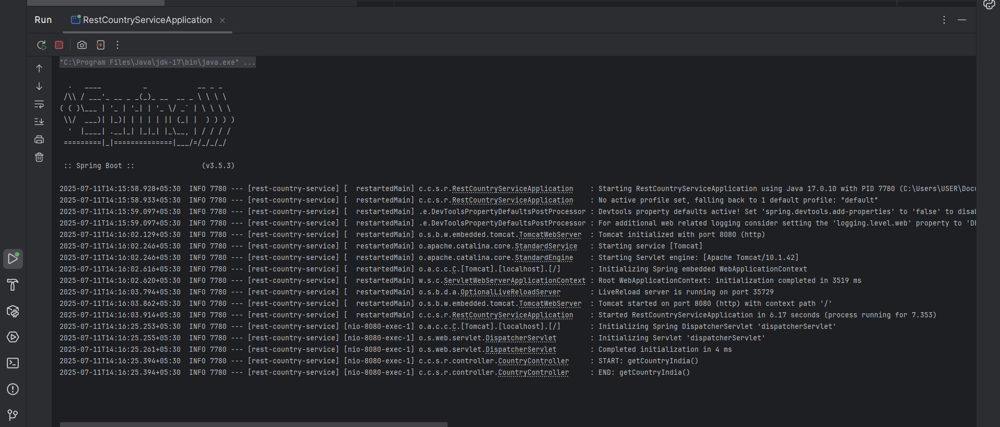 Run RestCountryServiceApplication
"C:\Program Files\Java\jdk-17\bin\java.exe" ...
  .   ____          _            __ _ _
 /\\ / ___'_ __ _ _(_)_ __  __ _ \ \ \ \
( ( )\___ | '_ | '_| | '_ \/ _` | \ \ \ \
 \\/  ___)| |_)| | | | | || (_| |  ) ) ) )
  '  |____| .__|_| |_|_| |_\__, | / / / /
 =========|_|==============|___/=/_/_/_/
 :: Spring Boot ::                (v3.5.3)
2025-07-11T14:15:58.928+05:30  INFO 7780 --- [rest-country-service] [  restartedMain] c.c.s.r.RestCountryServiceApplication    : Starting RestCountryServiceApplication using Java 17.0.10 with PID 7780 (C:\Users\USER\Docu
2025-07-11T14:15:58.933+05:30  INFO 7780 --- [rest-country-service] [  restartedMain] c.c.s.r.RestCountryServiceApplication    : No active profile set, falling back to 1 default profile: "default"
2025-07-11T14:15:59.097+05:30  INFO 7780 --- [rest-country-service] [  restartedMain] .e.DevToolsPropertyDefaultsPostProcessor : Devtools property defaults active! Set 'spring.devtools.add-properties' to 'false' to disab
2025-07-11T14:15:59.097+05:30  INFO 7780 --- [rest-country-service] [  restartedMain] .e.DevToolsPropertyDefaultsPostProcessor : For additional web related logging consider setting the 'logging.level.web' property to 'DE
2025-07-11T14:16:02.129+05:30  INFO 7780 --- [rest-country-service] [  restartedMain] o.s.b.w.embedded.tomcat.TomcatWebServer  : Tomcat initialized with port 8080 (http)
2025-07-11T14:16:02.246+05:30  INFO 7780 --- [rest-country-service] [  restartedMain] o.apache.catalina.core.StandardService   : Starting service [Tomcat]
2025-07-11T14:16:02.246+05:30  INFO 7780 --- [rest-country-service] [  restartedMain] o.apache.catalina.core.StandardEngine    : Starting Servlet engine: [Apache Tomcat/10.1.42]
2025-07-11T14:16:02.616+05:30  INFO 7780 --- [rest-country-service] [  restartedMain] o.a.c.c.C.[Tomcat].[localhost].[/]       : Initializing Spring embedded WebApplicationContext
2025-07-11T14:16:02.620+05:30  INFO 7780 --- [rest-country-service] [  restartedMain] w.s.c.ServletWebServerApplicationContext : Root WebApplicationContext: initialization completed in 3519 ms
2025-07-11T14:16:03.794+05:30  INFO 7780 --- [rest-country-service] [  restartedMain] o.s.b.d.a.OptionalLiveReloadServer       : LiveReload server is running on port 35729
2025-07-11T14:16:03.862+05:30  INFO 7780 --- [rest-country-service] [  restartedMain] o.s.b.w.embedded.tomcat.TomcatWebServer  : Tomcat started on port 8080 (http) with context path '/'
2025-07-11T14:16:03.914+05:30  INFO 7780 --- [rest-country-service] [  restartedMain] c.c.s.r.RestCountryServiceApplication    : Started RestCountryServiceApplication in 6.17 seconds (process running for 7.353)
2025-07-11T14:16:25.253+05:30  INFO 7780 --- [rest-country-service] [nio-8080-exec-1] o.a.c.c.C.[Tomcat].[localhost].[/]       : Initializing Spring DispatcherServlet 'dispatcherServlet'
2025-07-11T14:16:25.255+05:30  INFO 7780 --- [rest-country-service] [nio-8080-exec-1] o.s.web.servlet.DispatcherServlet        : Initializing Servlet 'dispatcherServlet'
2025-07-11T14:16:25.261+05:30  INFO 7780 --- [rest-country-service] [nio-8080-exec-1] o.s.web.servlet.DispatcherServlet        : Completed initialization in 4 ms
2025-07-11T14:16:25.394+05:30  INFO 7780 --- [rest-country-service] [nio-8080-exec-1] c.c.s.r.controller.CountryController     : START: getCountryIndia()
2025-07-11T14:16:25.394+05:30  INFO 7780 --- [rest-country-service] [nio-8080-exec-1] c.c.s.r.controller.CountryController     : END: getCountryIndia()